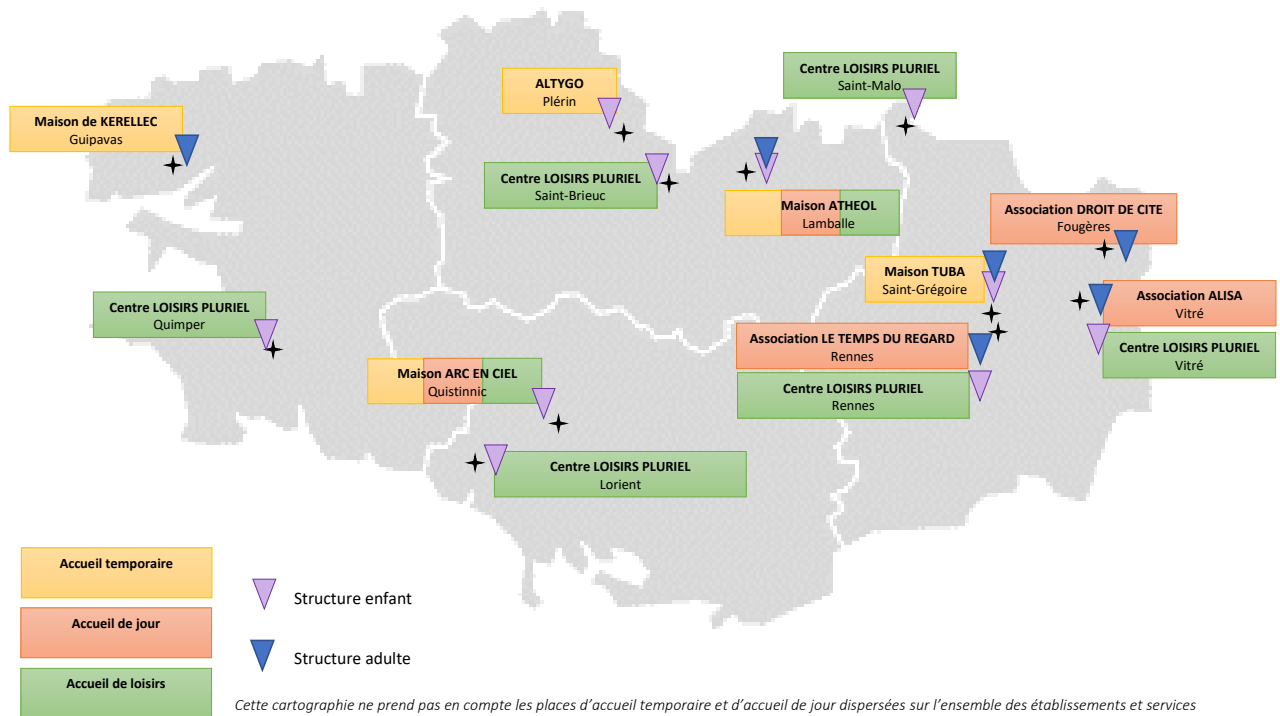 Centre LOISIRS PLURIEL
Saint-Malo
ALTYGO
Plérin
Maison de KERELLEC
Guipavas
Centre LOISIRS PLURIEL
Saint-Brieuc
Maison ATHEOL
Lamballe
Association DROIT DE CITE
Fougères
Maison TUBA
Saint-Grégoire
Association ALISA
Vitré
Centre LOISIRS PLURIEL
Quimper
Association LE TEMPS DU REGARD
Rennes
Centre LOISIRS PLURIEL
Vitré
Maison ARC EN CIEL
Quistinnic
Centre LOISIRS PLURIEL
Rennes
Centre LOISIRS PLURIEL
Lorient
Accueil temporaire
Accueil de jour
Accueil de loisirs
Structure enfant
Structure adulte
Cette cartographie ne prend pas en compte les places d'accueil temporaire et d'accueil de jour dispersées sur l'ensemble des établissements et services